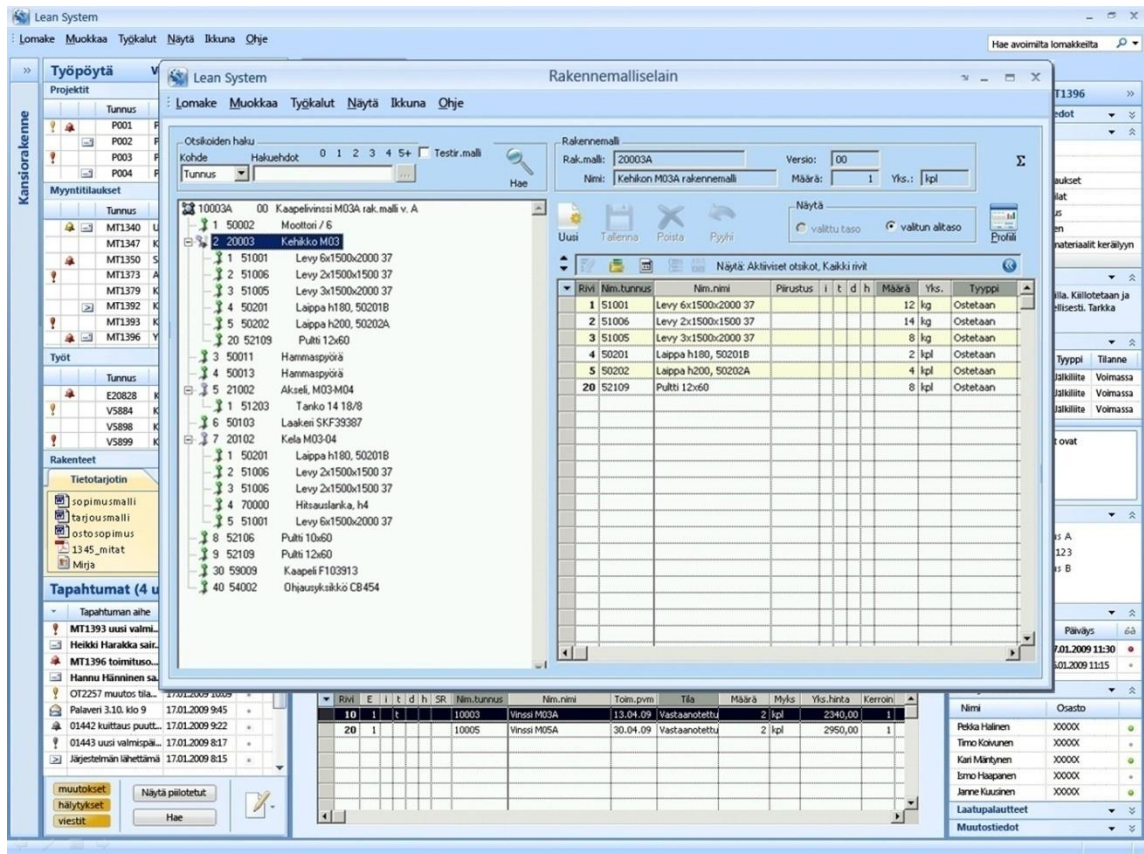 Lean System
Lomake Muokkaa Työkalut Näytä Ikkuna Ohje
Hae avoimilta lomakkeilta
Kansiorakenne
Työpöytä
Projektit
Tunnus
P001
P002
P003
P004
Myyntitilaukset
Tunnus
MT1340
MT1347
MT1350
MT1373
MT1379
MT1392
MT1393
MT1396
Työt
Tunnus
E20828
V5884
V5898
V5899
Rakenteet
Tietotarjotin
sopimusmalli
tarjousmalli
ostosopimus
1345_mitat
Mirja
Tapahtumat (4 u
Tapahtuman aihe
MT1393 uusi valmi..
Heikki Harakka sair..
MT1396 toimituso...
Hannu Hänninen sa..
OT2257 muutos tila... 17.01.2009 10:09
Palaveri 3.10. klo 9 17.01.2009 9:45
01442 kuittaus puutt... 17.01.2009 9:22
01443 uusi valmispäi... 17.01.2009 8:17
Järjestelmän lähettämä 17.01.2009 8:15
muutokset
hälytykset
viestit
Näytä piilotetut
Hae
Lean System Rakennemalliselain
Lomake Muokkaa Työkalut Näytä Ikkuna Ohje
Otsikoiden haku
Kohde Hakuehdot 0 1 2 3 4 5+ Testir.malli
Tunnus ...
Hae
10003A 00 Kaapelivinssi M03A rak.malli v. A
1 50002 Moottori / 6
2 20003 Kehikko M03
1 51001 Levy 6x1500x2000 37
2 51006 Levy 2x1500x1500 37
3 51005 Levy 3x1500x2000 37
4 50201 Laippa h180, 50201B
5 50202 Laippa h200, 50202A
20 52109 Pultti 12x60
3 50011 Hammaspyörä
4 50013 Hammaspyörä
5 21002 Akseli, M03-M04
1 51203 Tanko 14 18/8
6 50103 Laakeri SKF39387
7 20102 Kela M03-04
1 50201 Laippa h180, 50201B
2 51006 Levy 2x1500x1500 37
3 51006 Levy 2x1500x1500 37
4 70000 Hitsauslanka, h4
5 51001 Levy 6x1500x2000 37
8 52106 Pultti 10x60
9 52109 Pultti 12x60
30 59009 Kaapeli F103913
40 54002 Ohjausyksikkö CB454
Rakennemalli
Rak.malli: 20003A Versio: 00
Nimi: Kehikon M03A rakennemalli Määrä: 1 Yks.: kpl
Σ
Uusi Tallenna Poista Pyyhi
Näytä
valittu taso valitun alitaso
Profiili
Näytä: Aktiiviset otsikot, Kaikki rivit
Rivi Nim.tunnus Nim.nimi Piirustus i t d h Määrä Yks. Tyyppi
1 51001 Levy 6x1500x2000 37 12 kg Ostetaan
2 51006 Levy 2x1500x1500 37 14 kg Ostetaan
3 51005 Levy 3x1500x2000 37 8 kg Ostetaan
4 50201 Laippa h180, 50201B 2 kpl Ostetaan
5 50202 Laippa h200, 50202A 4 kpl Ostetaan
20 52109 Pultti 12x60 8 kpl Ostetaan
Rivi E i t d h SR Nim.tunnus Nim.nimi Toim.pvm Tila Määrä Myks Yks.hinta Kerroin
10 1 t 10003 Vinssi M03A 13.04.09 Vastaanotettu 2 kpl 2340,00 1
20 1 10005 Vinssi M05A 30.04.09 Vastaanotettu 2 kpl 2950,00 1
T1396
edot
aukset
ilat
us
en
materiaalit keräilyyn
illa. Kiillotetaan ja
ellisesti. Tarkka
Tyyppi Tilanne
Jälkiliite Voimassa
Jälkiliite Voimassa
Jälkiliite Voimassa
t ovat
us A
123
us B
Päiväys
7.01.2009 11:30
6.01.2009 11:15
Nimi Osasto
Pekka Halinen XXXXX
Timo Koivunen XXXXX
Kari Mäntynen XXXXX
Ismo Haapanen XXXXX
Janne Kuusinen XXXXX
Laatupalautteet
Muutostiedot